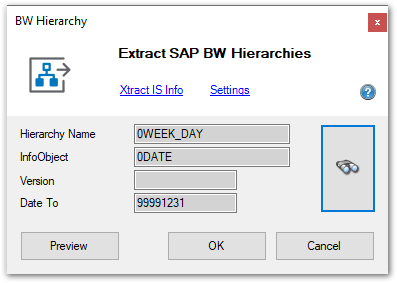 BW Hierarchy
x
Extract SAP BW Hierarchies
Xtract IS Info Settings
?
Hierarchy Name 0WEEK_DAY
InfoObject 0DATE
Version
Date To 99991231
Preview OK Cancel